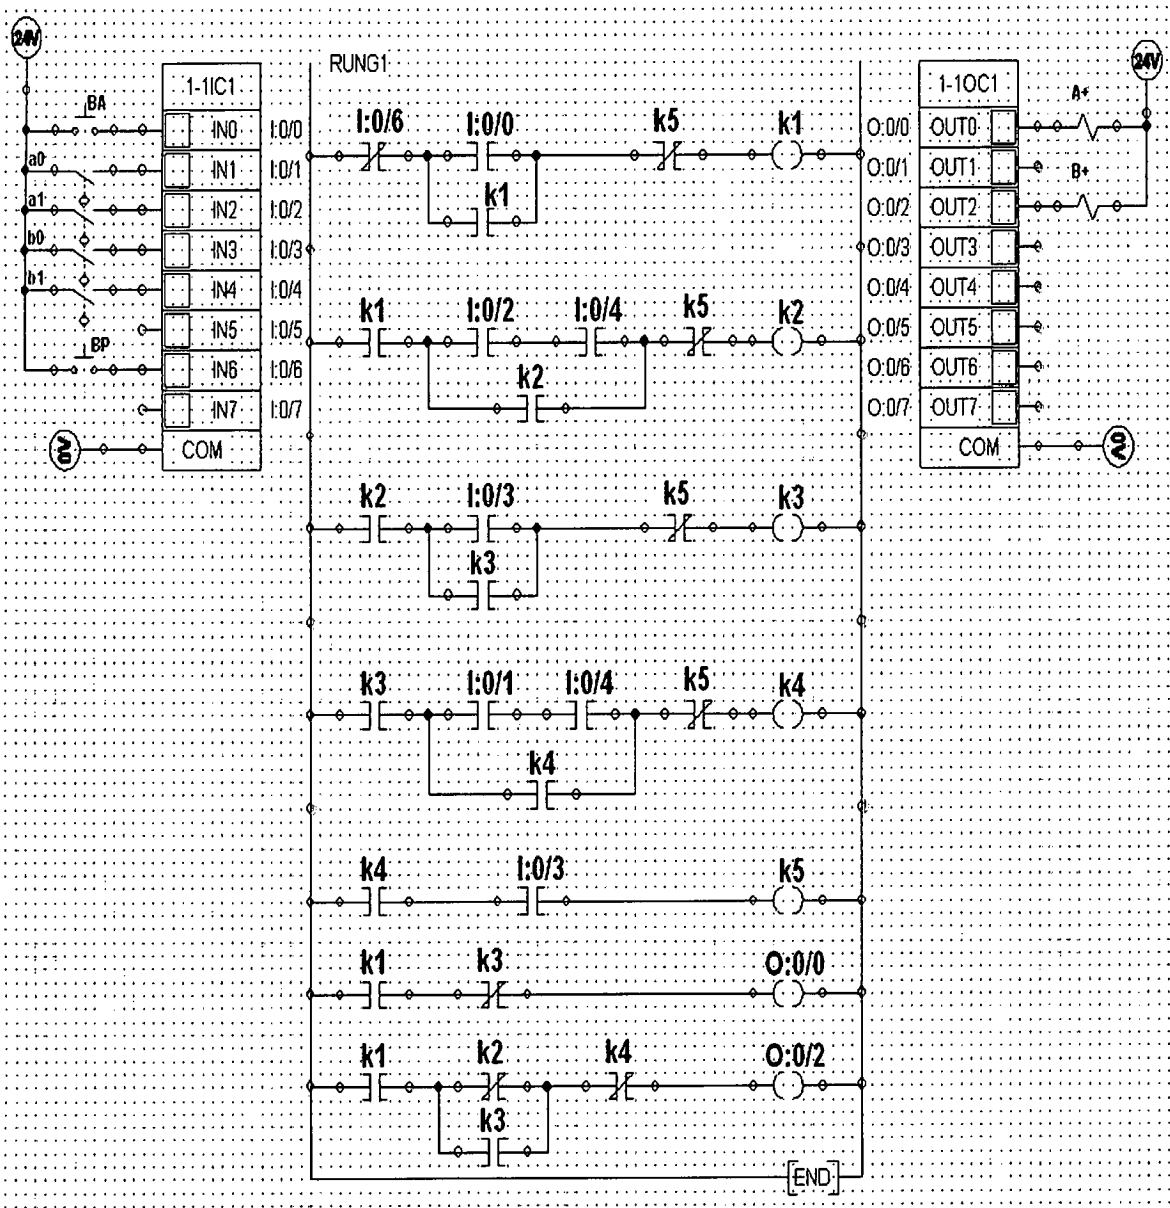 24V
BA
a0
a1
b0
b1
BP
0V
1-1IC1
IN0 I:0/0
IN1 I:0/1
IN2 I:0/2
IN3 I:0/3
IN4 I:0/4
IN5 I:0/5
IN6 I:0/6
IN7 I:0/7
COM
RUNG1
I:0/6 I:0/0 k5 k1
k1
k1 I:0/2 I:0/4 k5 k2
k2
k2 I:0/3 k5 k3
k3
k3 I:0/1 I:0/4 k5 k4
k4
k4 I:0/3 k5
k1 k3 O:0/0
k1 k2 k4 O:0/2
k3
END
24V
1-1OC1
A+
O:0/0 OUT0
O:0/1 OUT1
B+
O:0/2 OUT2
O:0/3 OUT3
O:0/4 OUT4
O:0/5 OUT5
O:0/6 OUT6
O:0/7 OUT7
COM
0V